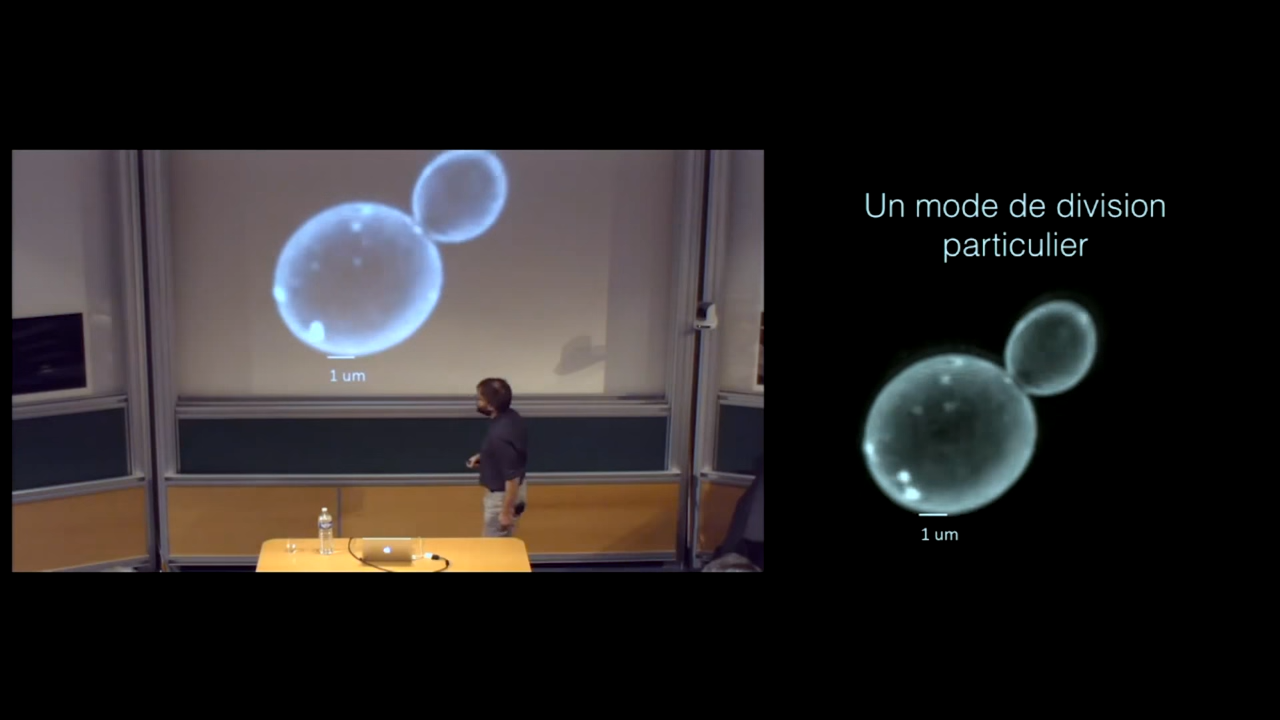 Un mode de division
particulier
1 um
1 um